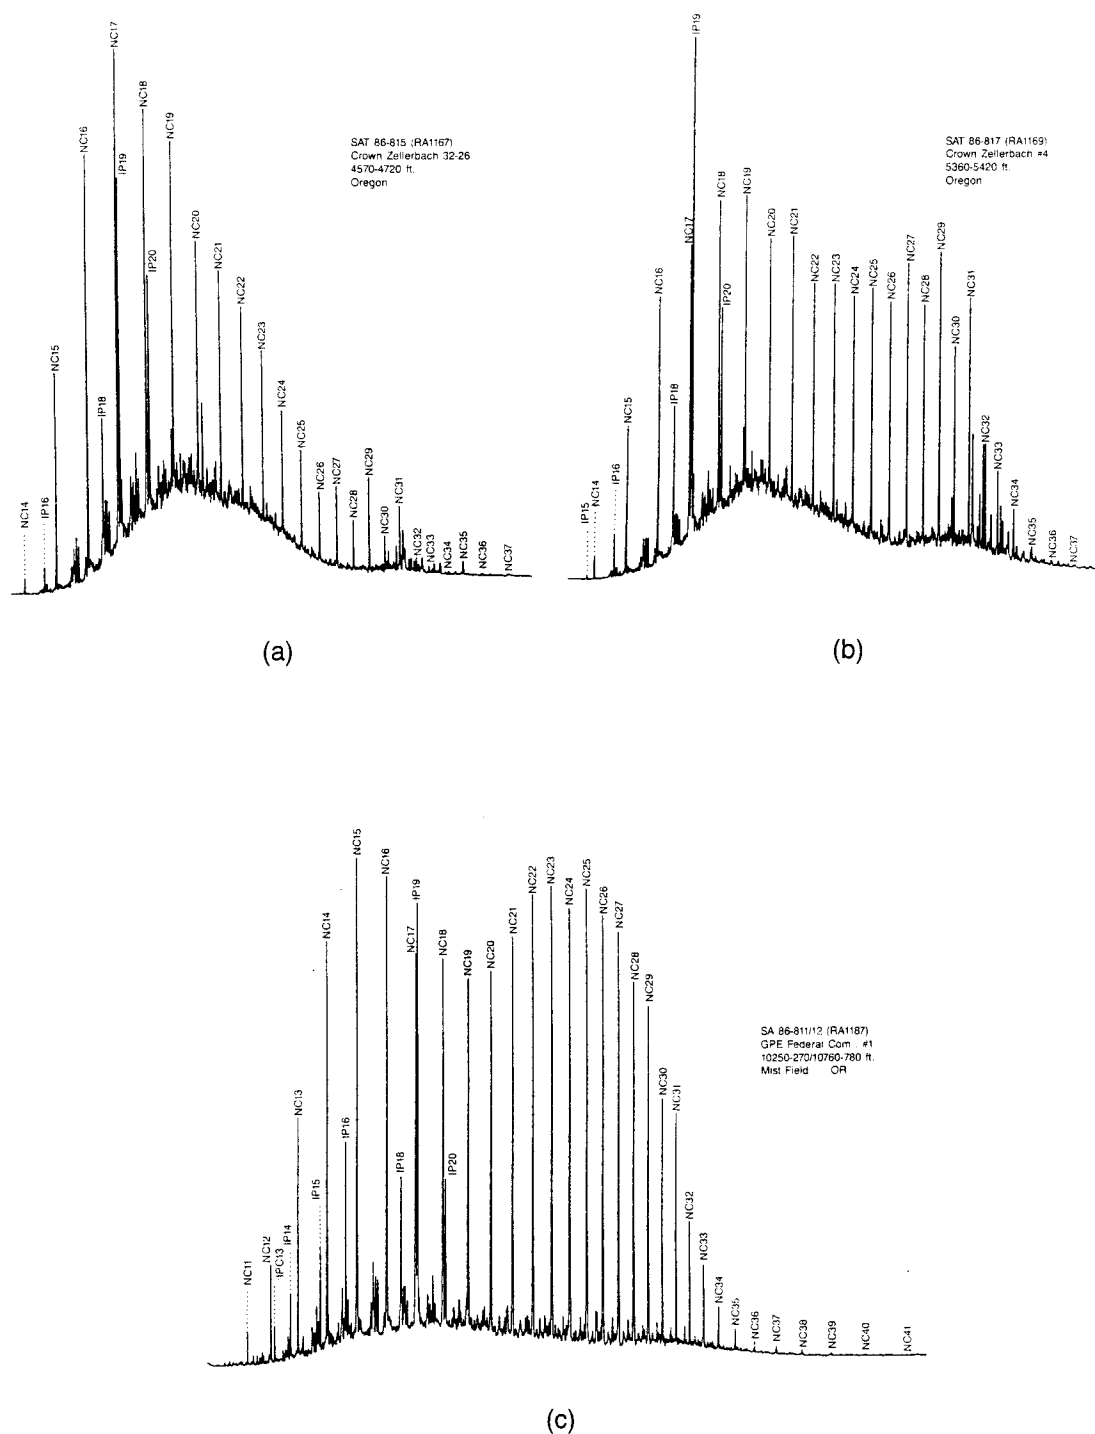 NC14
IP16
NC15
NC16
IP18
NC17
IP19
NC18
IP20
NC19
NC20
NC21
NC22
NC23
NC24
NC25
NC26
NC27
NC28
NC29
NC30
NC31
NC32
NC33
NC34
NC35
NC36
NC37
SAT 86-815 (RA1167)
Crown Zellerbach 32-26
4570-4720 ft.
Oregon
(a)
IP15
NC14
IP16
NC15
NC16
IP18
NC17
IP19
NC18
IP20
NC19
NC20
NC21
NC22
NC23
NC24
NC25
NC26
NC27
NC28
NC29
NC30
NC31
NC32
NC33
NC34
NC35
NC36
NC37
SAT 86-817 (RA1169)
Crown Zellerbach #4
5360-5420 ft.
Oregon
(b)
NC11
NC12
IPC13
IP14
NC13
IP15
NC14
IP16
NC15
NC16
IP18
NC17
IP19
NC18
IP20
NC19
NC20
NC21
NC22
NC23
NC24
NC25
NC26
NC27
NC28
NC29
NC30
NC31
NC32
NC33
NC34
NC35
NC36
NC37
NC38
NC39
NC40
NC41
SA 86-811/12 (RA1187)
GPE Federal Com . #1
10250-270/10760-780 ft.
Mist Field OR
(c)